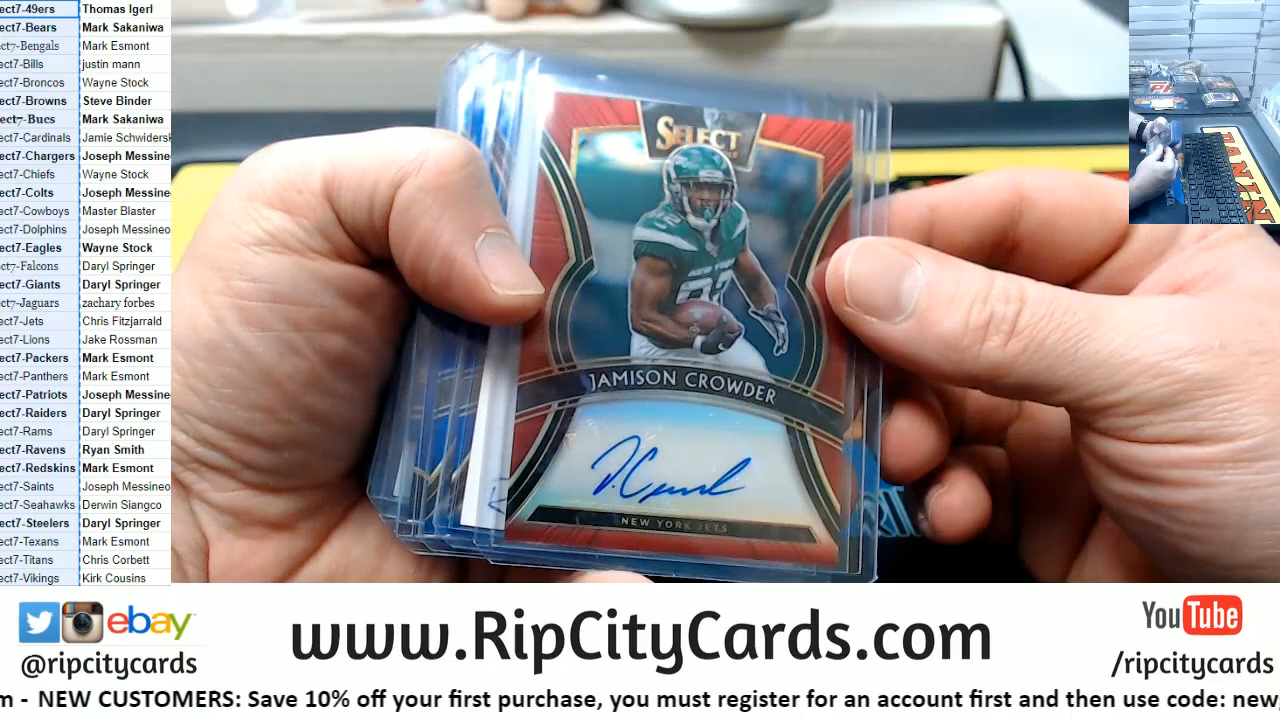 ect7-49ers Thomas Igerl
ect7-Bears Mark Sakaniwa
ect7-Bengals Mark Esmont
ect7-Bills justin mann
ect7-Broncos Wayne Stock
ect7-Browns Steve Binder
ect7-Bucs Mark Sakaniwa
ect7-Cardinals Jamie Schwidersk
ect7-Chargers Joseph Messine
ect7-Chiefs Wayne Stock
ect7-Colts Joseph Messine
ect7-Cowboys Master Blaster
ect7-Dolphins Joseph Messineo
ect7-Eagles Wayne Stock
ect7-Falcons Daryl Springer
ect7-Giants Daryl Springer
ect7-Jaguars zachary forbes
ect7-Jets Chris Fitzjarrald
ect7-Lions Jake Rossman
ect7-Packers Mark Esmont
ect7-Panthers Mark Esmont
ect7-Patriots Joseph Messine
ect7-Raiders Daryl Springer
ect7-Rams Daryl Springer
ect7-Ravens Ryan Smith
ect7-Redskins Mark Esmont
ect7-Saints Joseph Messineo
ect7-Seahawks Derwin Siangco
ect7-Steelers Daryl Springer
ect7-Texans Mark Esmont
ect7-Titans Chris Corbett
ect7-Vikings Kirk Cousins
SELECT
NEW YORK
82
JAMISON CROWDER
J. Crowder
NEW YORK JETS
PANIN
ebay
@ripcitycards
www.RipCityCards.com
YouTube
/ripcitycards
m - NEW CUSTOMERS: Save 10% off your first purchase, you must register for an account first and then use code: new